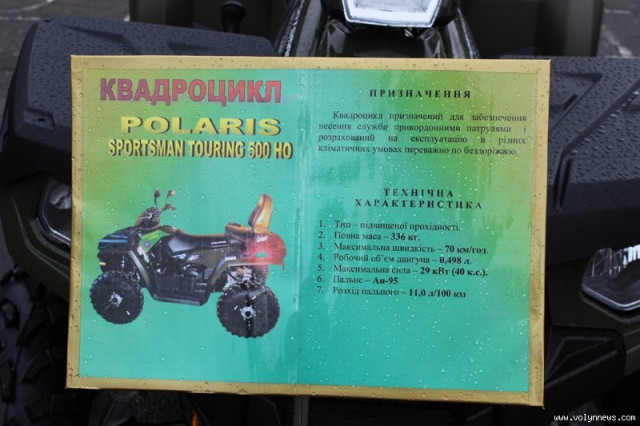 КВАДРОЦИКЛ
POLARIS
SPORTSMAN TOURING 500 HO
ПРИЗНАЧЕННЯ
Квадроцикл призначений для забезпечення
несення служби прикордонними патрулями і
розрахований на експлуатацію в різних
кліматичних умовах переважно по бездоріжжю.
ТЕХНІЧНА
ХАРАКТЕРИСТИКА
1. Тип – підвищеної прохідності.
2. Повна маса – 336 кг.
3. Максимальна швидкість – 70 км/год.
4. Робочий об'єм двигуна – 0,498 л.
5. Максимальна сила – 29 кВт (40 к.с.).
6. Пальне – Аи-95
7. Розхід пального – 11,0 л/100 км
www.volynnews.com